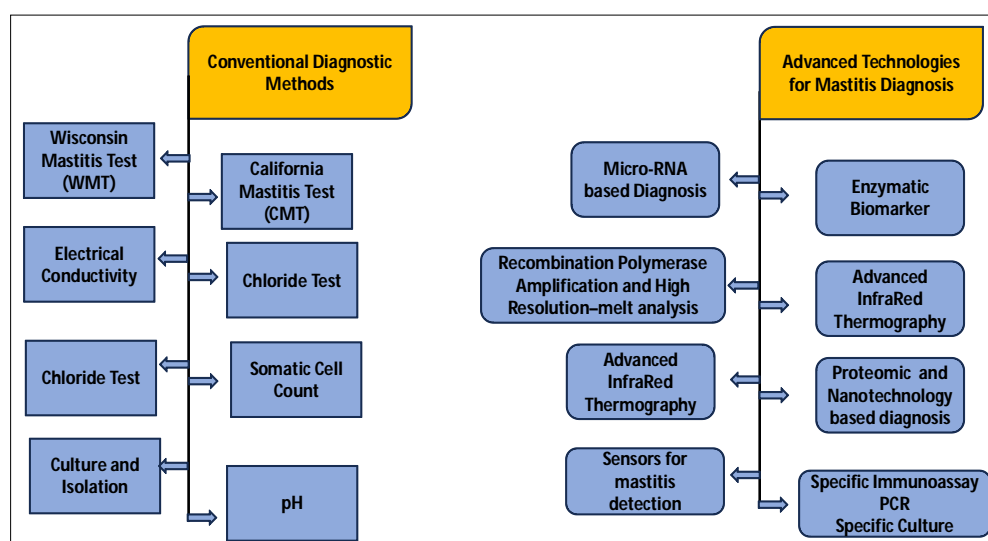 Conventional Diagnostic
Methods
Wisconsin
Mastitis Test
(WMT)
California
Mastitis Test
(CMT)
Electrical
Conductivity
Chloride Test
Chloride Test
Somatic Cell
Count
Culture and
Isolation
pH
Advanced Technologies
for Mastitis Diagnosis
Micro-RNA
based Diagnosis
Enzymatic
Biomarker
Recombination Polymerase
Amplification and High
Resolution–melt analysis
Advanced
InfraRed
Thermography
Advanced
InfraRed
Thermography
Proteomic and
Nanotechnology
based diagnosis
Sensors for
mastitis
detection
Specific Immunoassay
PCR
Specific Culture